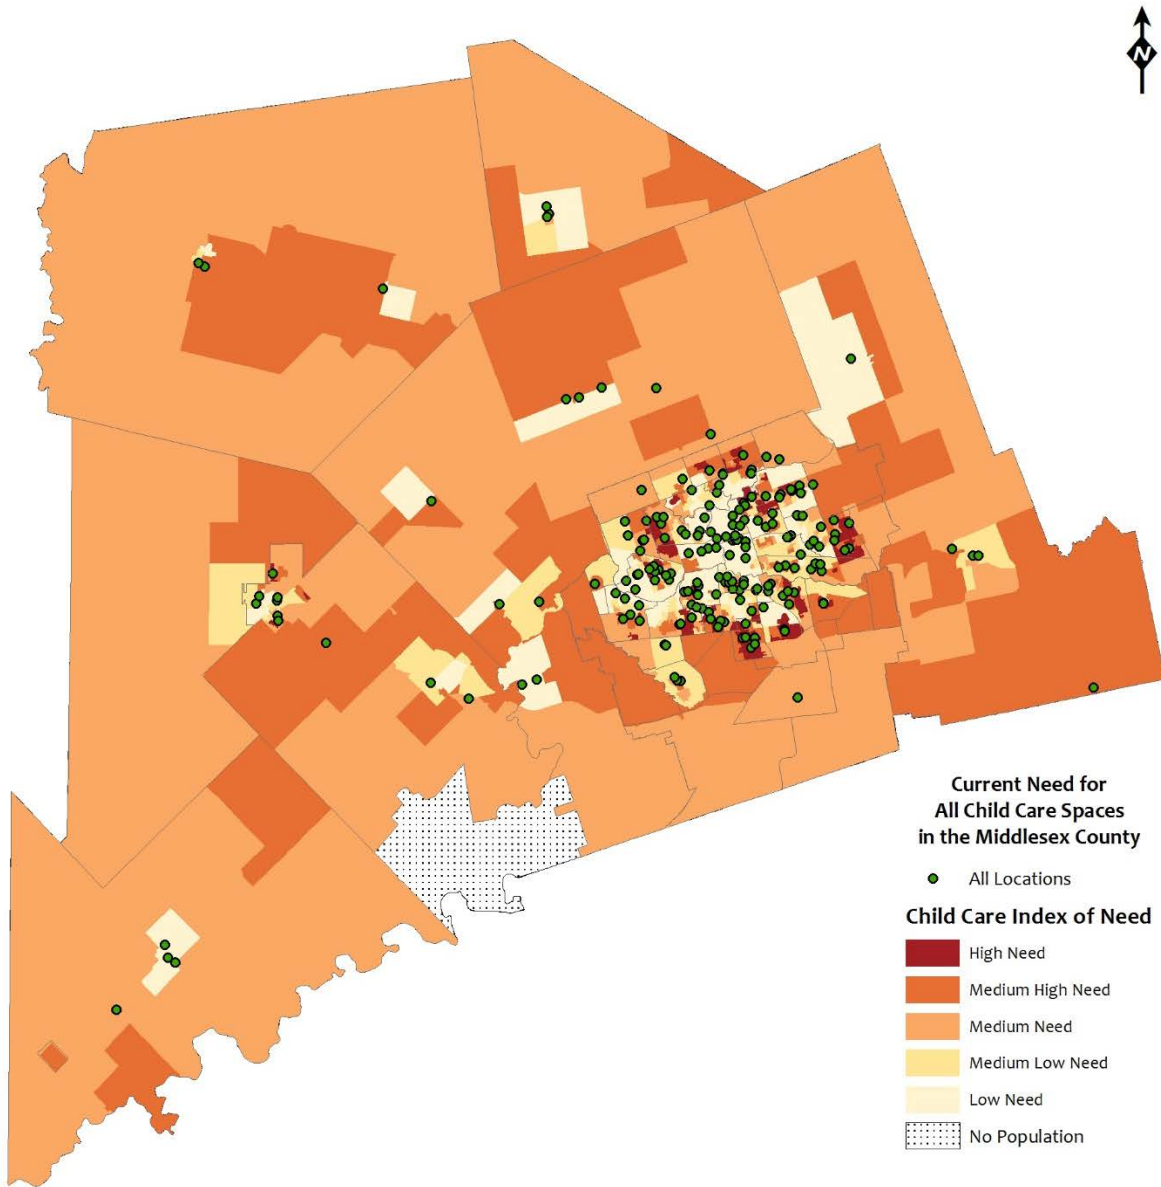 N
Current Need for
All Child Care Spaces
in the Middlesex County
All Locations
Child Care Index of Need
High Need
Medium High Need
Medium Need
Medium Low Need
Low Need
No Population